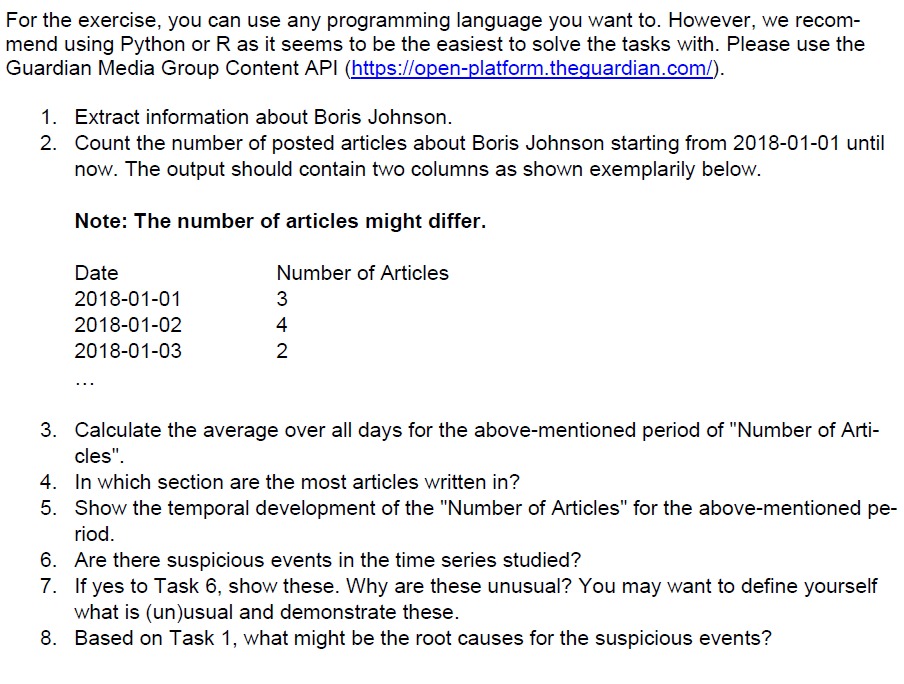 For the exercise, you can use any programming language you want to. However, we recom-
mend using Python or R as it seems to be the easiest to solve the tasks with. Please use the
Guardian Media Group Content API (https://open-platform.theguardian.com/).
1. Extract information about Boris Johnson.
2. Count the number of posted articles about Boris Johnson starting from 2018-01-01 until
now. The output should contain two columns as shown exemplarily below.
Note: The number of articles might differ.
Date Number of Articles
2018-01-01 3
2018-01-02 4
2018-01-03 2
…
3. Calculate the average over all days for the above-mentioned period of "Number of Arti-
cles".
4. In which section are the most articles written in?
5. Show the temporal development of the "Number of Articles" for the above-mentioned pe-
riod.
6. Are there suspicious events in the time series studied?
7. If yes to Task 6, show these. Why are these unusual? You may want to define yourself
what is (un)usual and demonstrate these.
8. Based on Task 1, what might be the root causes for the suspicious events?